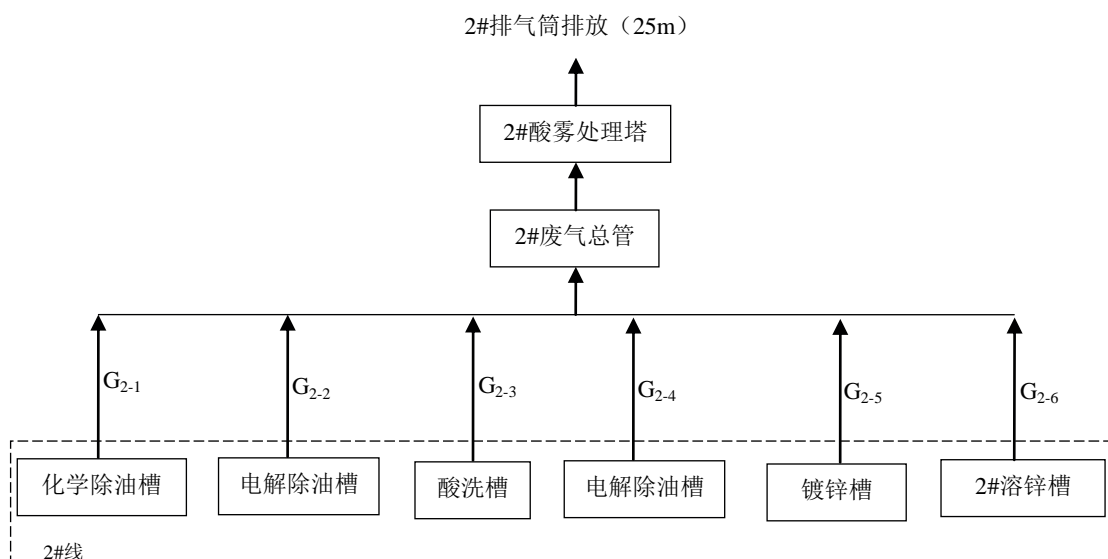 2#排气筒排放（25m）
2#酸雾处理塔
2#废气总管
G2-1
G2-2
G2-3
G2-4
G2-5
G2-6
化学除油槽
电解除油槽
酸洗槽
电解除油槽
镀锌槽
2#溶锌槽
2#线